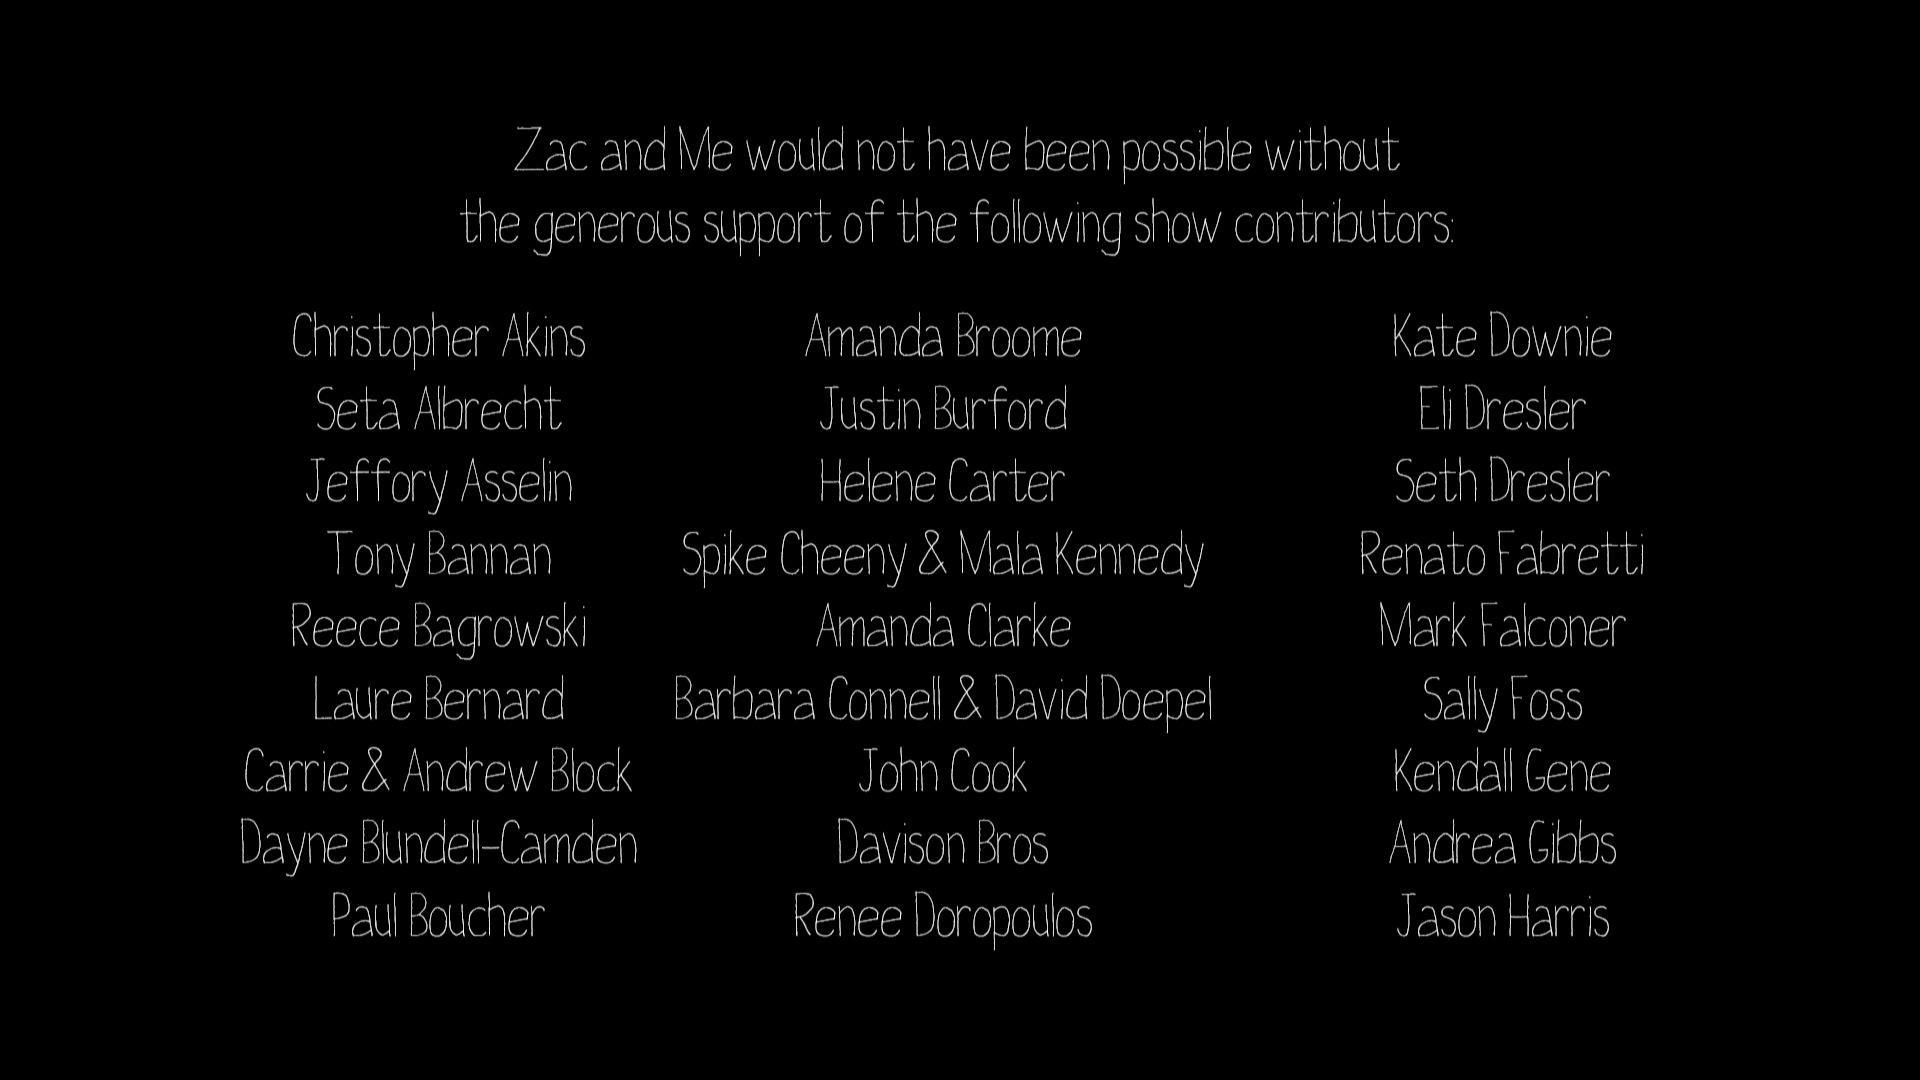 Zac and Me would not have been possible without
the generous support of the following show contributors:
Christopher Akins
Seta Albrecht
Jeffory Asselin
Tony Bannan
Reece Bagrowski
Laure Bernard
Carrie & Andrew Block
Dayne Blundell-Camden
Paul Boucher
Amanda Broome
Justin Burford
Helene Carter
Spike Cheeny & Mala Kennedy
Amanda Clarke
Barbara Connell & David Doepel
John Cook
Davison Bros
Renee Doropoulos
Kate Downie
Eli Dresler
Seth Dresler
Renato Fabretti
Mark Falconer
Sally Foss
Kendall Gene
Andrea Gibbs
Jason Harris